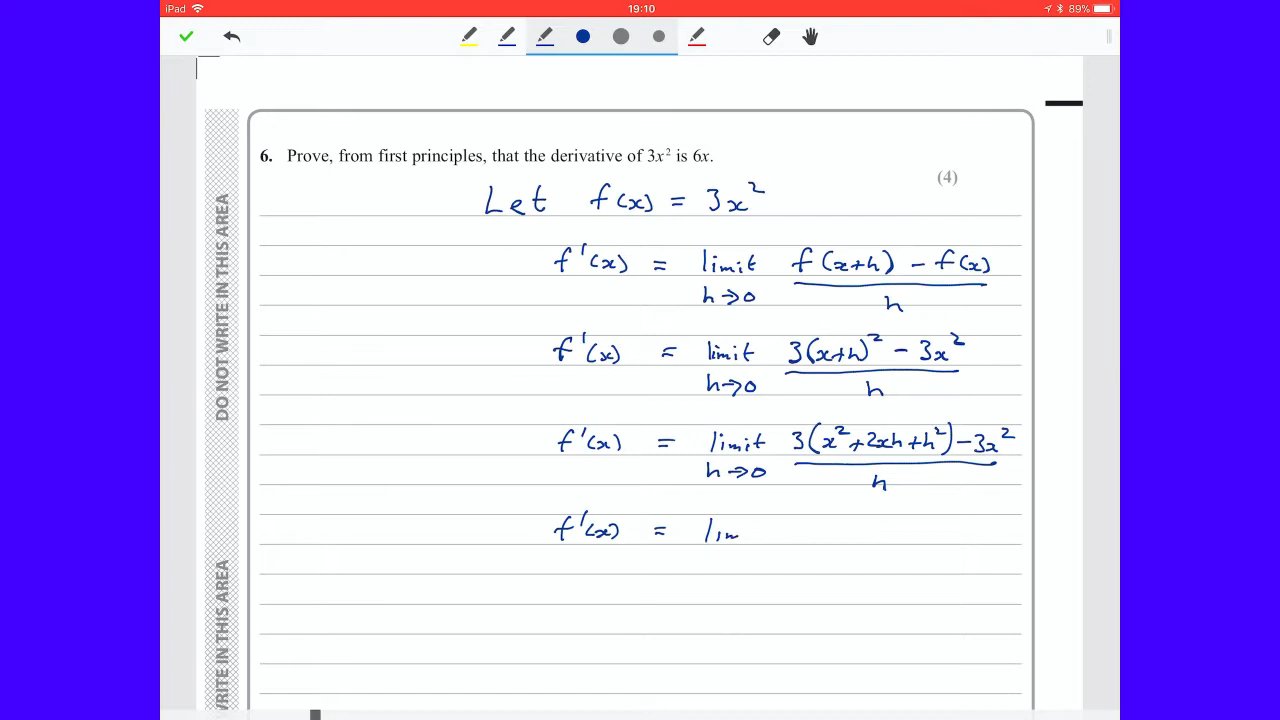 iPad 19:10 89%
6. Prove, from first principles, that the derivative of 3x² is 6x.
(4)
Let f(x) = 3x²
f'(x) = limit h→0 f(x+h) - f(x) / h
f'(x) = limit h→0 3(x+h)² - 3x² / h
f'(x) = limit h→0 3(x² + 2xh + h²) - 3x² / h
f'(x) = lim
DO NOT WRITE IN THIS AREA
WRITE IN THIS AREA